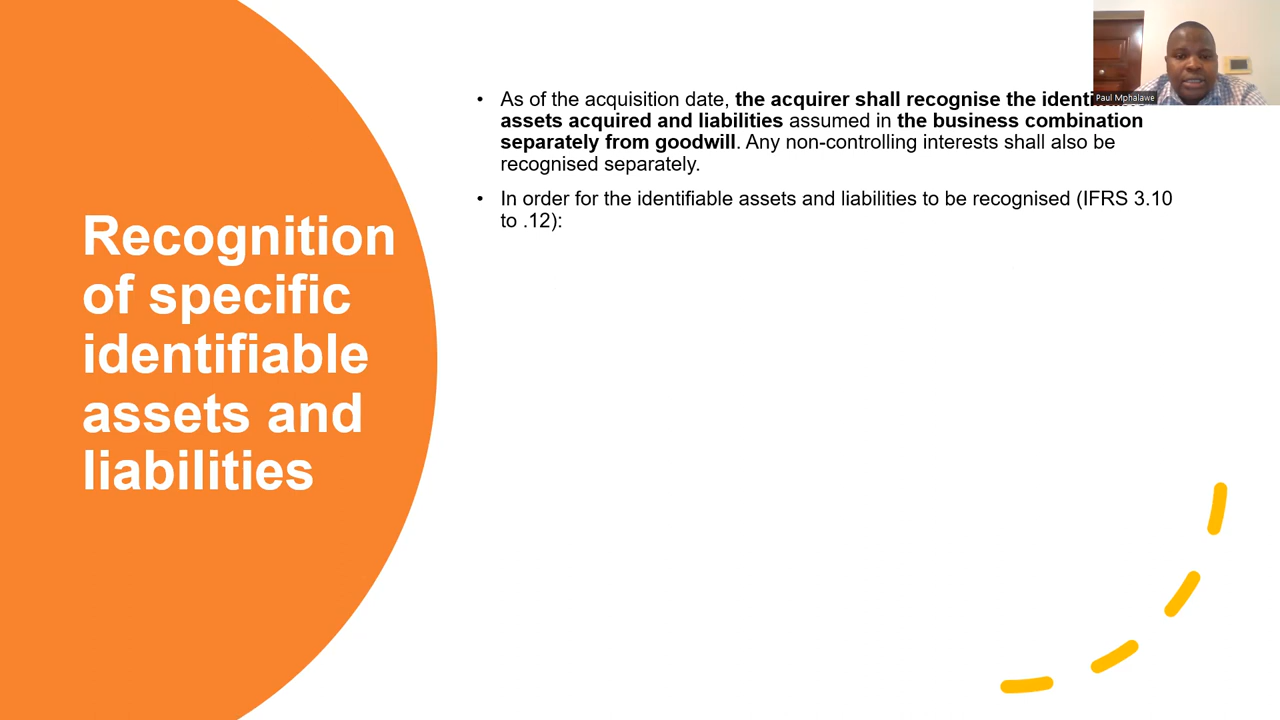 Recognition
of specific
identifiable
assets and
liabilities
• As of the acquisition date, the acquirer shall recognise the
assets acquired and liabilities assumed in the business combination
separately from goodwill. Any non-controlling interests shall also be
recognised separately.
• In order for the identifiable assets and liabilities to be recognised (IFRS 3.10
to .12):
Paul Mphalawe